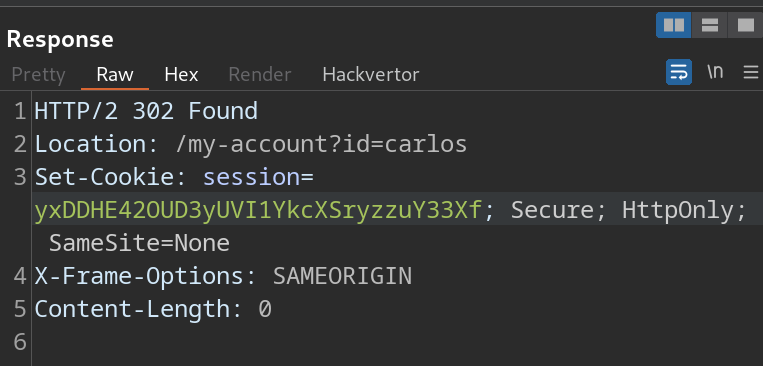 Response
Pretty Raw Hex Render Hackvertor \n
1 HTTP/2 302 Found
2 Location: /my-account?id=carlos
3 Set-Cookie: session=
yxDDHE42OUD3yUVI1YkcXSryzzuY33Xf; Secure; HttpOnly;
SameSite=None
4 X-Frame-Options: SAMEORIGIN
5 Content-Length: 0
6